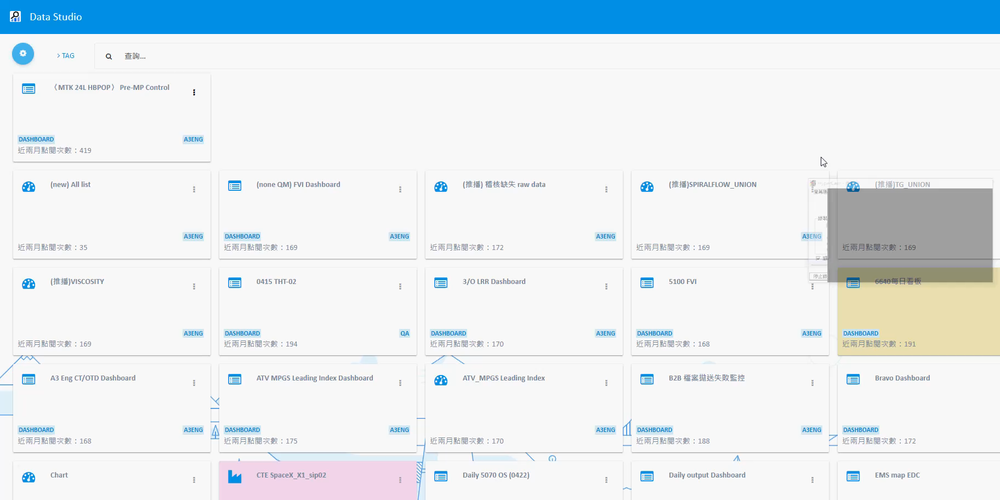 Data Studio
TAG
查詢...
〈MTK 24L HBPOP〉 Pre-MP Control
DASHBOARD
A3ENG
近兩月點閱次數：419
(new) All list
A3ENG
近兩月點閱次數：35
(none QM) FVI Dashboard
DASHBOARD
A3ENG
近兩月點閱次數：169
(推播) 稽核缺失 raw data
A3ENG
近兩月點閱次數：172
(推播)SPIRALFLOW_UNION
A3ENG
近兩月點閱次數：169
(推播)TG_UNION
近兩月點閱次數：169
(推播)VISCOSITY
A3ENG
近兩月點閱次數：169
0415 THT-02
DASHBOARD
QA
近兩月點閱次數：194
3/O LRR Dashboard
DASHBOARD
A3ENG
近兩月點閱次數：170
5100 FVI
DASHBOARD
A3ENG
近兩月點閱次數：168
6640每日看板
DASHBOARD
近兩月點閱次數：191
A3 Eng CT/OTD Dashboard
DASHBOARD
A3ENG
近兩月點閱次數：168
ATV MPGS Leading Index Dashboard
DASHBOARD
A3ENG
近兩月點閱次數：175
ATV_MPGS Leading Index
A3ENG
近兩月點閱次數：170
B2B 檔案拋送失敗監控
DASHBOARD
A3ENG
近兩月點閱次數：188
Bravo Dashboard
DASHBOARD
近兩月點閱次數：172
Chart
CTE SpaceX_X1_sip02
Daily 5070 OS (0422)
Daily output Dashboard
EMS map EDC